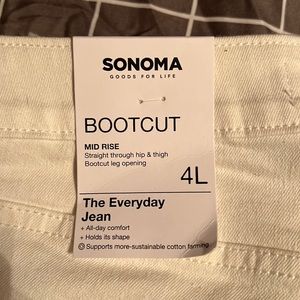 SONOMA
GOODS FOR LIFE
BOOTCUT
MID RISE
Straight through hip & thigh
Bootcut leg opening
4L
The Everyday
Jean
+ All-day comfort
+ Holds its shape
Supports more-sustainable cotton farming